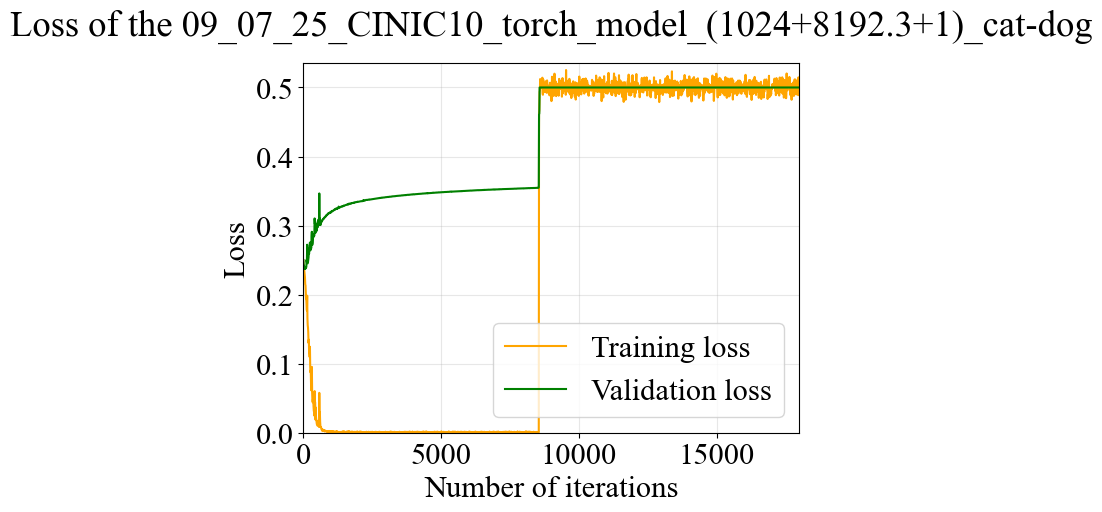 Loss of the 09_07_25_CINIC10_torch_model_(1024+8192.3+1)_cat-dog
0.5
0.4
0.3
0.2
0.1
0.0
Loss
Training loss
Validation loss
0 5000 10000 15000
Number of iterations